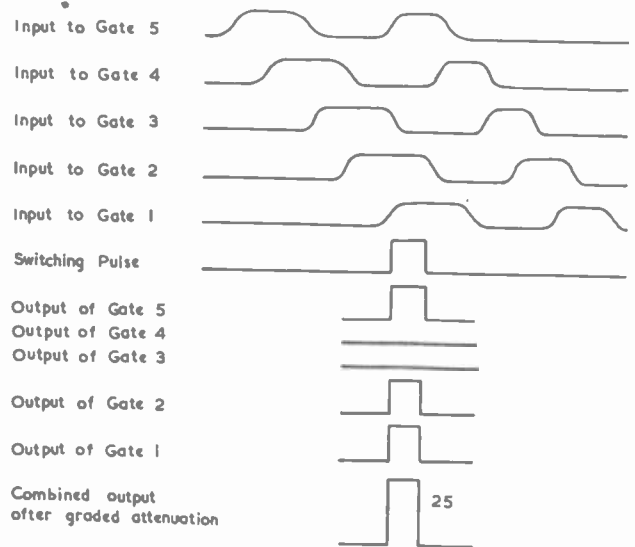 Input to Gate 5
Input to Gate 4
Input to Gate 3
Input to Gate 2
Input to Gate 1
Switching Pulse
Output of Gate 5
Output of Gate 4
Output of Gate 3
Output of Gate 2
Output of Gate 1
Combined output
after graded attenuation
25